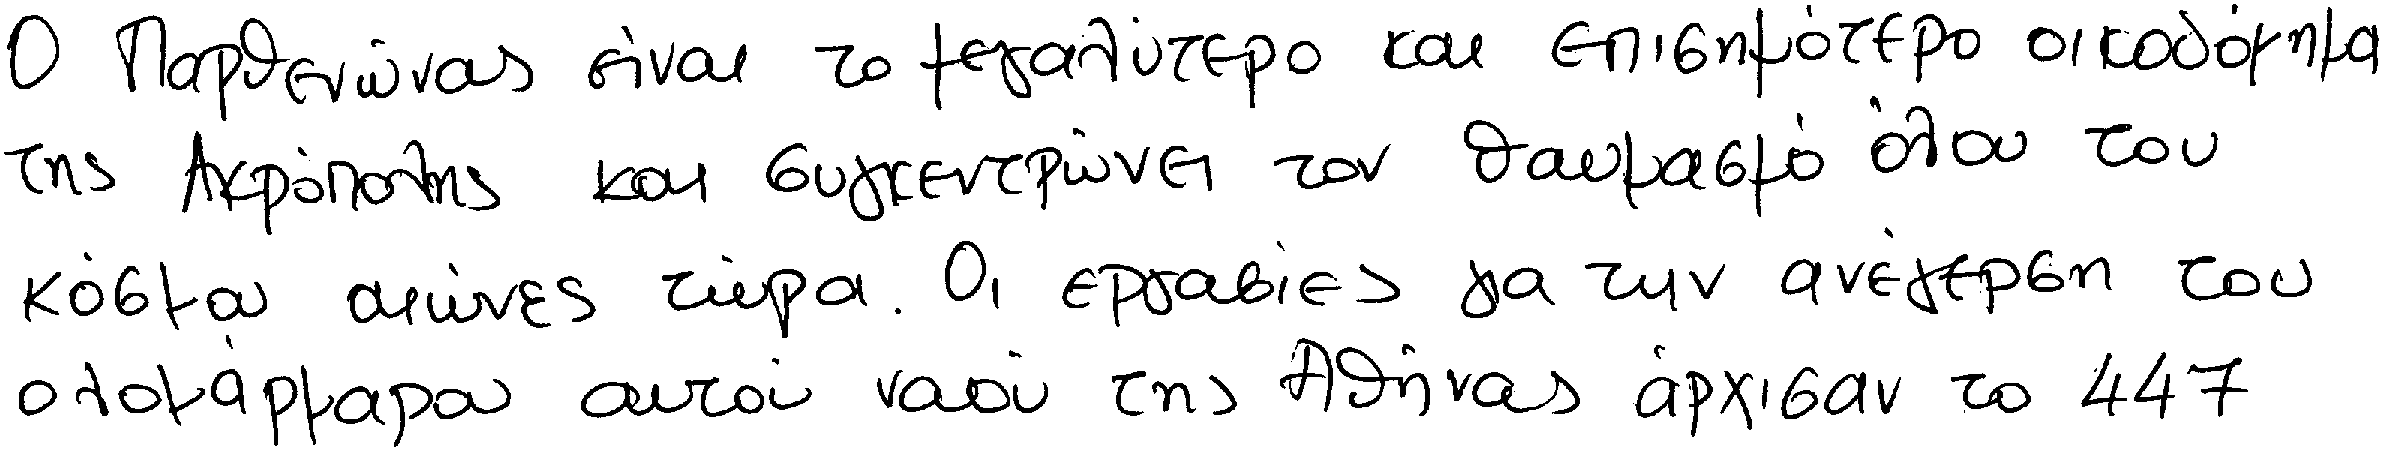 Ο Παρθενώνας είναι το μεγαλύτερο και επισημότερο οικοδόμημα
της Ακρόπολης και συγκεντρώνει τον θαυμασμό όλου του
κόσμου αιώνες τώρα. Οι εργασίες για την ανέγερση του
ολομάρμαρου αυτού ναού της Αθήνας άρχισαν το 447